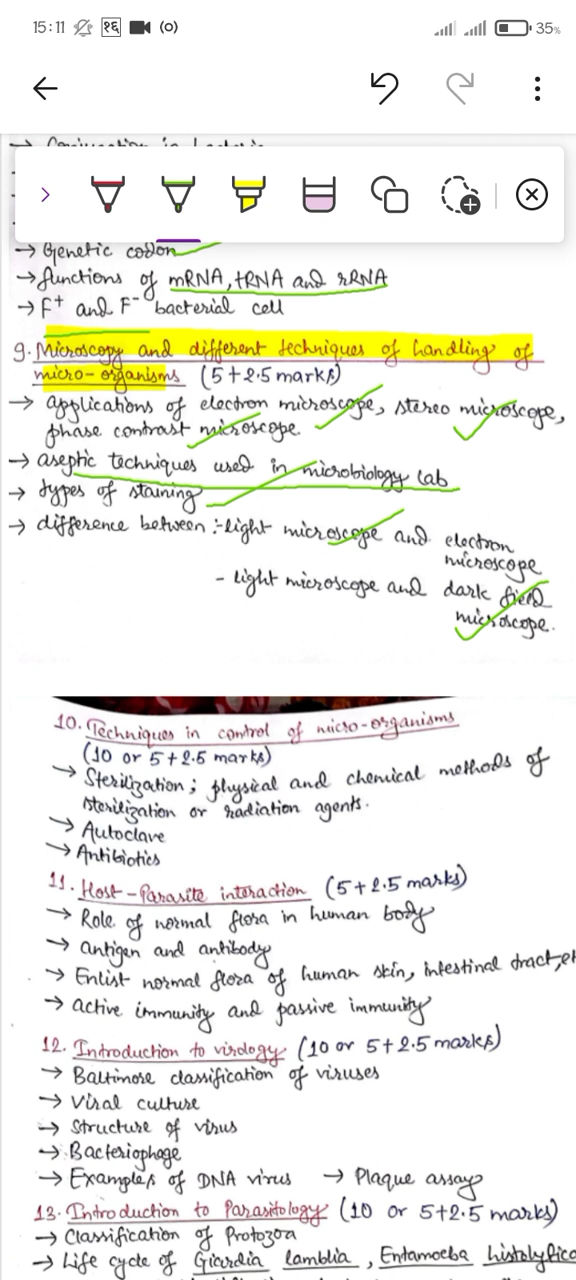 15:11 १६ (o) 35%
→ Genetic codon
→ functions of mRNA, tRNA and rRNA
→ F+ and F- bacterial cell
9. Microscopy and different techniques of handling of
micro-organisms (5+2.5 marks)
→ applications of electron microscope, stereo microscope,
phase contrast microscope
→ aseptic techniques used in microbiology lab
→ types of staining
→ difference between :- light microscope and electron
microscope
- light microscope and dark field
microscope.
10. Techniques in control of micro-organisms
(10 or 5+2.5 marks)
→ Sterilization; physical and chemical methods of
sterilization or radiation agents.
→ Autoclave
→ Antibiotics
11. Host-Parasite interaction (5+2.5 marks)
→ Role of normal flora in human body
→ antigen and antibody
→ Enlist normal flora of human skin, intestinal tract, et
→ active immunity and passive immunity
12. Introduction to virology (10 or 5+2.5 marks)
→ Baltimose classification of viruses
→ Viral culture
→ Structure of virus
→ Bacteriophage
→ Examples of DNA virus → Plaque assay
13. Introduction to Parasitology (10 or 5+2.5 marks)
→ Classification of Protozoa
→ Life cycle of Giardia lamblia, Entamoeba histolytica